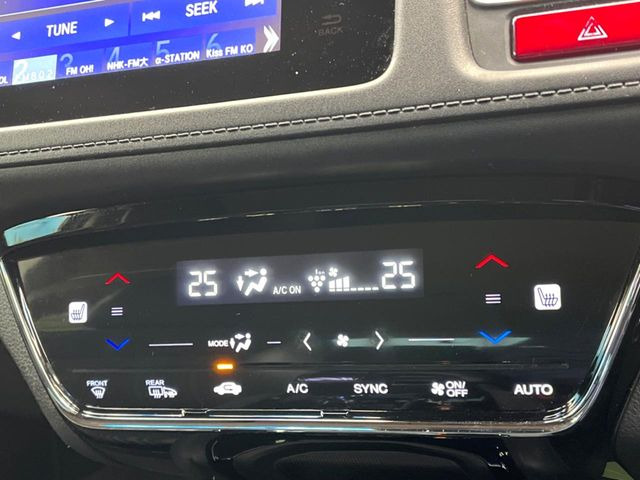 TUNE
SEEK
BACK
2
FM802
3
FM OH!
4
NHK-FM大
5
α-STATION
6
Kiss FM KO
25
A/C ON
25
MODE
FRONT
REAR
A/C
SYNC
ON/
OFF
AUTO